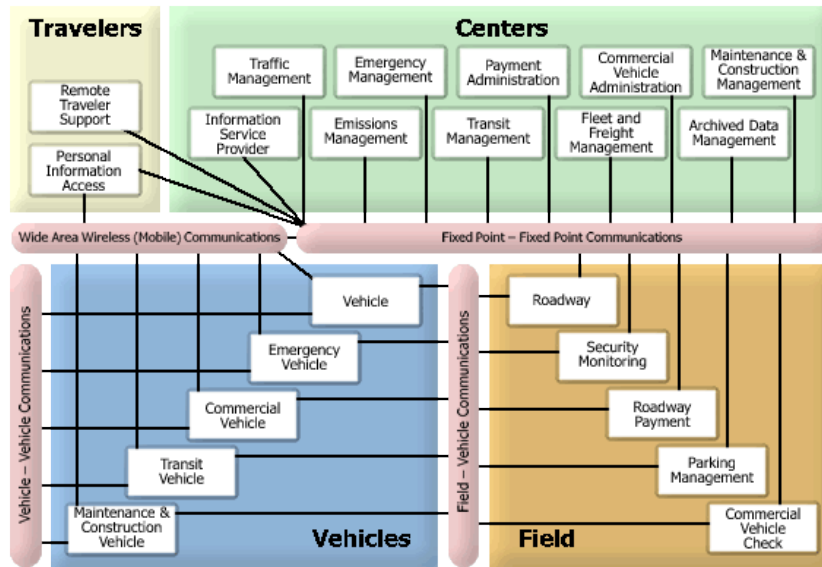 Travelers
Centers
Traffic
Management
Emergency
Management
Payment
Administration
Commercial
Vehicle
Administration
Maintenance &
Construction
Management
Remote
Traveler
Support
Information
Service
Provider
Emissions
Management
Transit
Management
Fleet and
Freight
Management
Archived Data
Management
Personal
Information
Access
Wide Area Wireless (Mobile) Communications
Fixed Point – Fixed Point Communications
Vehicle – Vehicle Communications
Vehicle
Emergency
Vehicle
Commercial
Vehicle
Transit
Vehicle
Maintenance &
Construction
Vehicle
Vehicles
Field – Vehicle Communications
Roadway
Security
Monitoring
Roadway
Payment
Parking
Management
Commercial
Vehicle
Check
Field